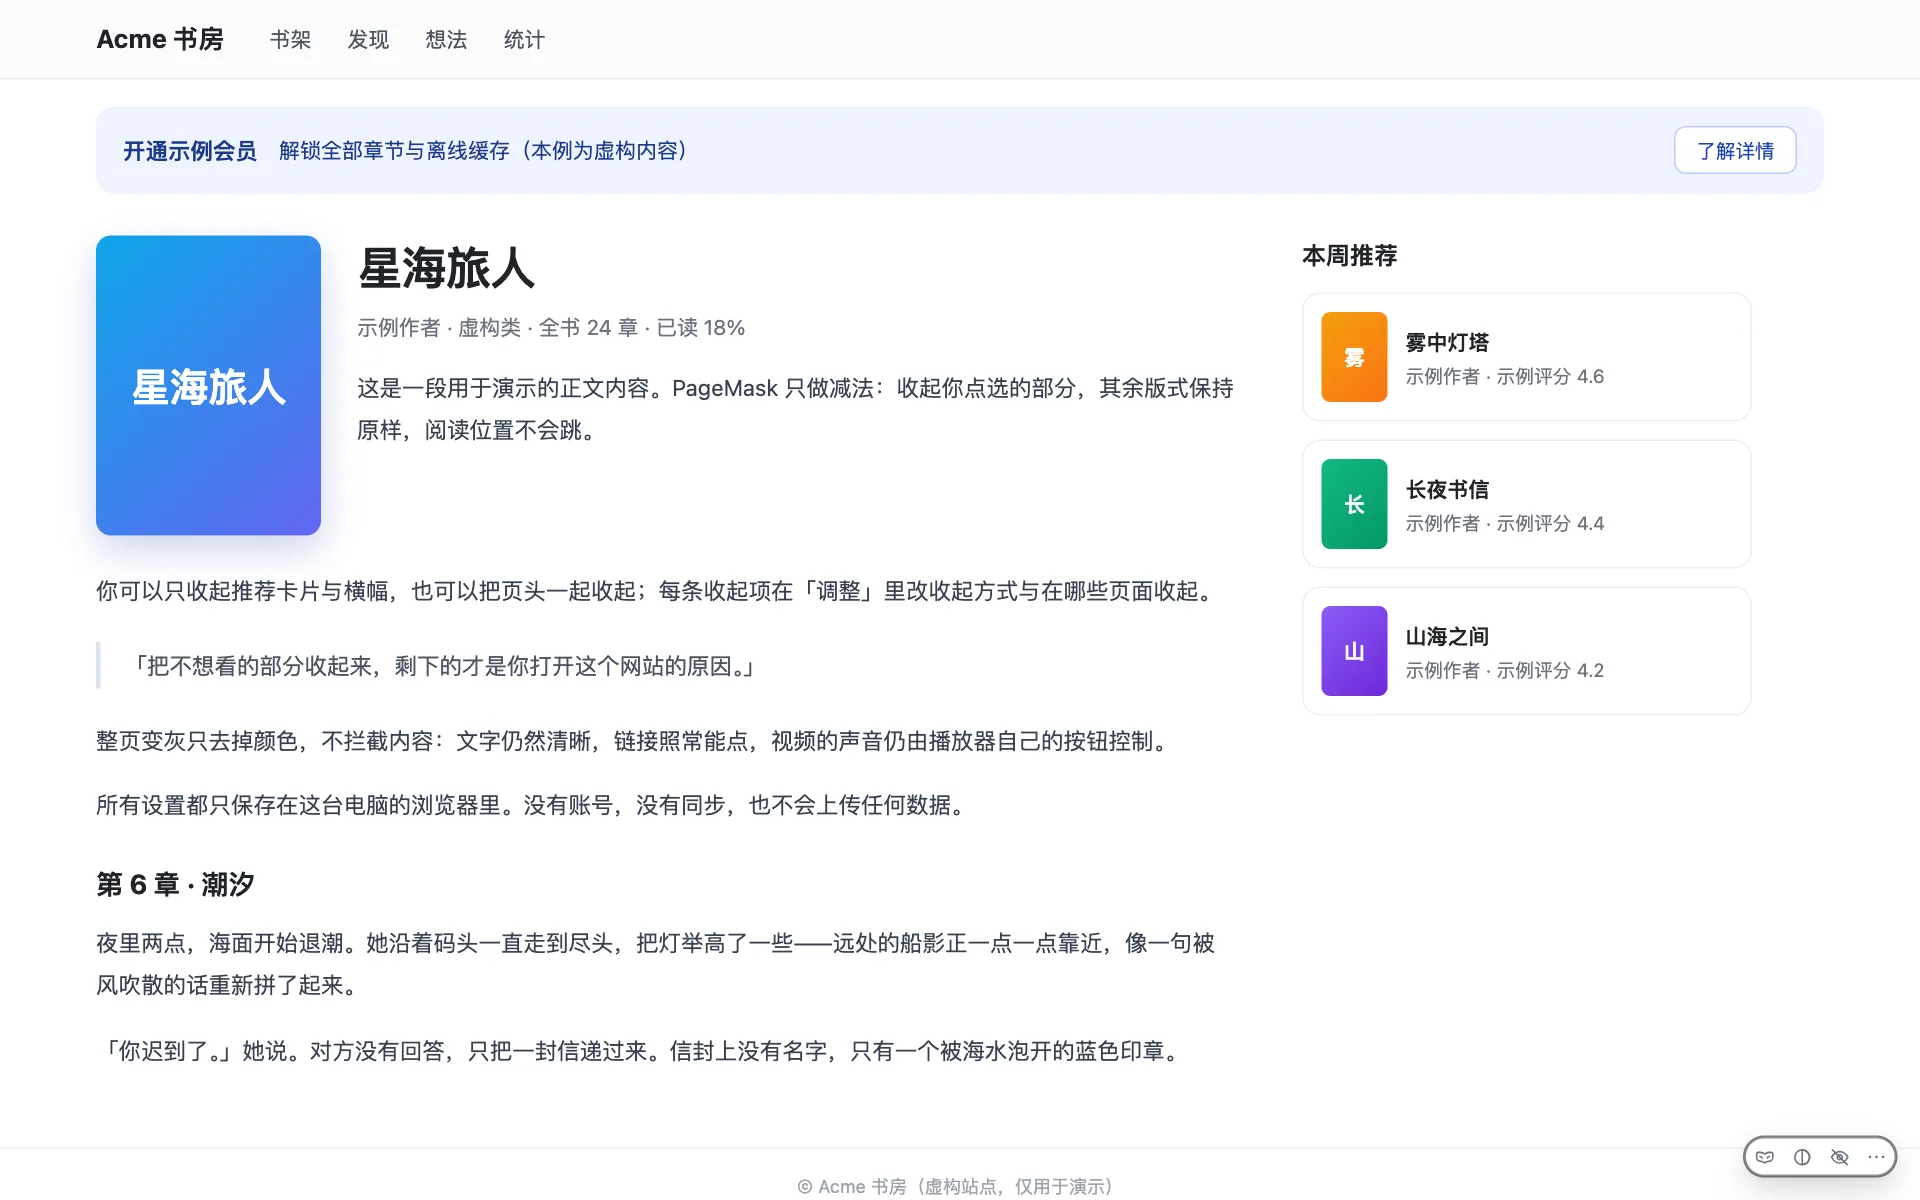 Acme 书房
书架
发现
想法
统计
开通示例会员
解锁全部章节与离线缓存（本例为虚构内容）
了解详情
星海旅人
星海旅人
示例作者 · 虚构类 · 全书 24 章 · 已读 18%
这是一段用于演示的正文内容。PageMask 只做减法：收起你点选的部分，其余版式保持
原样，阅读位置不会跳。
你可以只收起推荐卡片与横幅，也可以把页头一起收起；每条收起项在「调整」里改收起方式与在哪些页面收起。
「把不想看的部分收起来，剩下的才是你打开这个网站的原因。」
整页变灰只去掉颜色，不拦截内容：文字仍然清晰，链接照常能点，视频的声音仍由播放器自己的按钮控制。
所有设置都只保存在这台电脑的浏览器里。没有账号，没有同步，也不会上传任何数据。
第 6 章 · 潮汐
夜里两点，海面开始退潮。她沿着码头一直走到尽头，把灯举高了一些——远处的船影正一点一点靠近，像一句被
风吹散的话重新拼了起来。
「你迟到了。」她说。对方没有回答，只把一封信递过来。信封上没有名字，只有一个被海水泡开的蓝色印章。
本周推荐
雾
雾中灯塔
示例作者 · 示例评分 4.6
长
长夜书信
示例作者 · 示例评分 4.4
山
山海之间
示例作者 · 示例评分 4.2
© Acme 书房（虚构站点，仅用于演示）